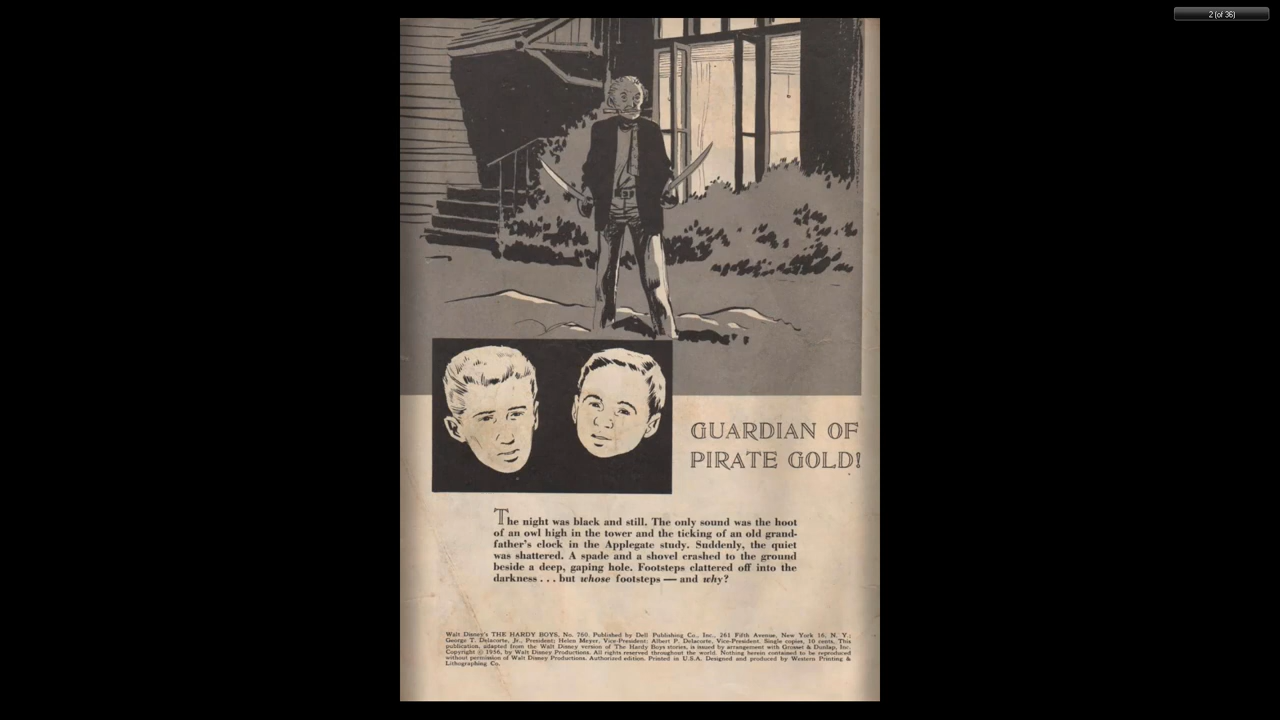 2 (of 36)
GUARDIAN OF
PIRATE GOLD!
The night was black and still. The only sound was the hoot
of an owl high in the tower and the ticking of an old grand-
father's clock in the Applegate study. Suddenly, the quiet
was shattered. A spade and a shovel crashed to the ground
beside a deep, gaping hole. Footsteps clattered off into the
darkness . . . but whose footsteps — and why?
Walt Disney's THE HARDY BOYS, No. 760. Published by Dell Publishing Co., Inc., 261 Fifth Avenue, New York 16, N. Y.;
George T. Delacorte, Jr., President; Helen Meyer, Vice-President; Albert P. Delacorte, Vice-President. Single copies, 10 cents. This
publication, adapted from the Walt Disney version of The Hardy Boys stories, is issued by arrangement with Grosset & Dunlap, Inc.
Copyright © 1956, by Walt Disney Productions. All rights reserved throughout the world. Nothing herein contained to be reproduced
without permission of Walt Disney Productions. Authorized edition. Printed in U.S.A. Designed and produced by Western Printing &
Lithographing Co.